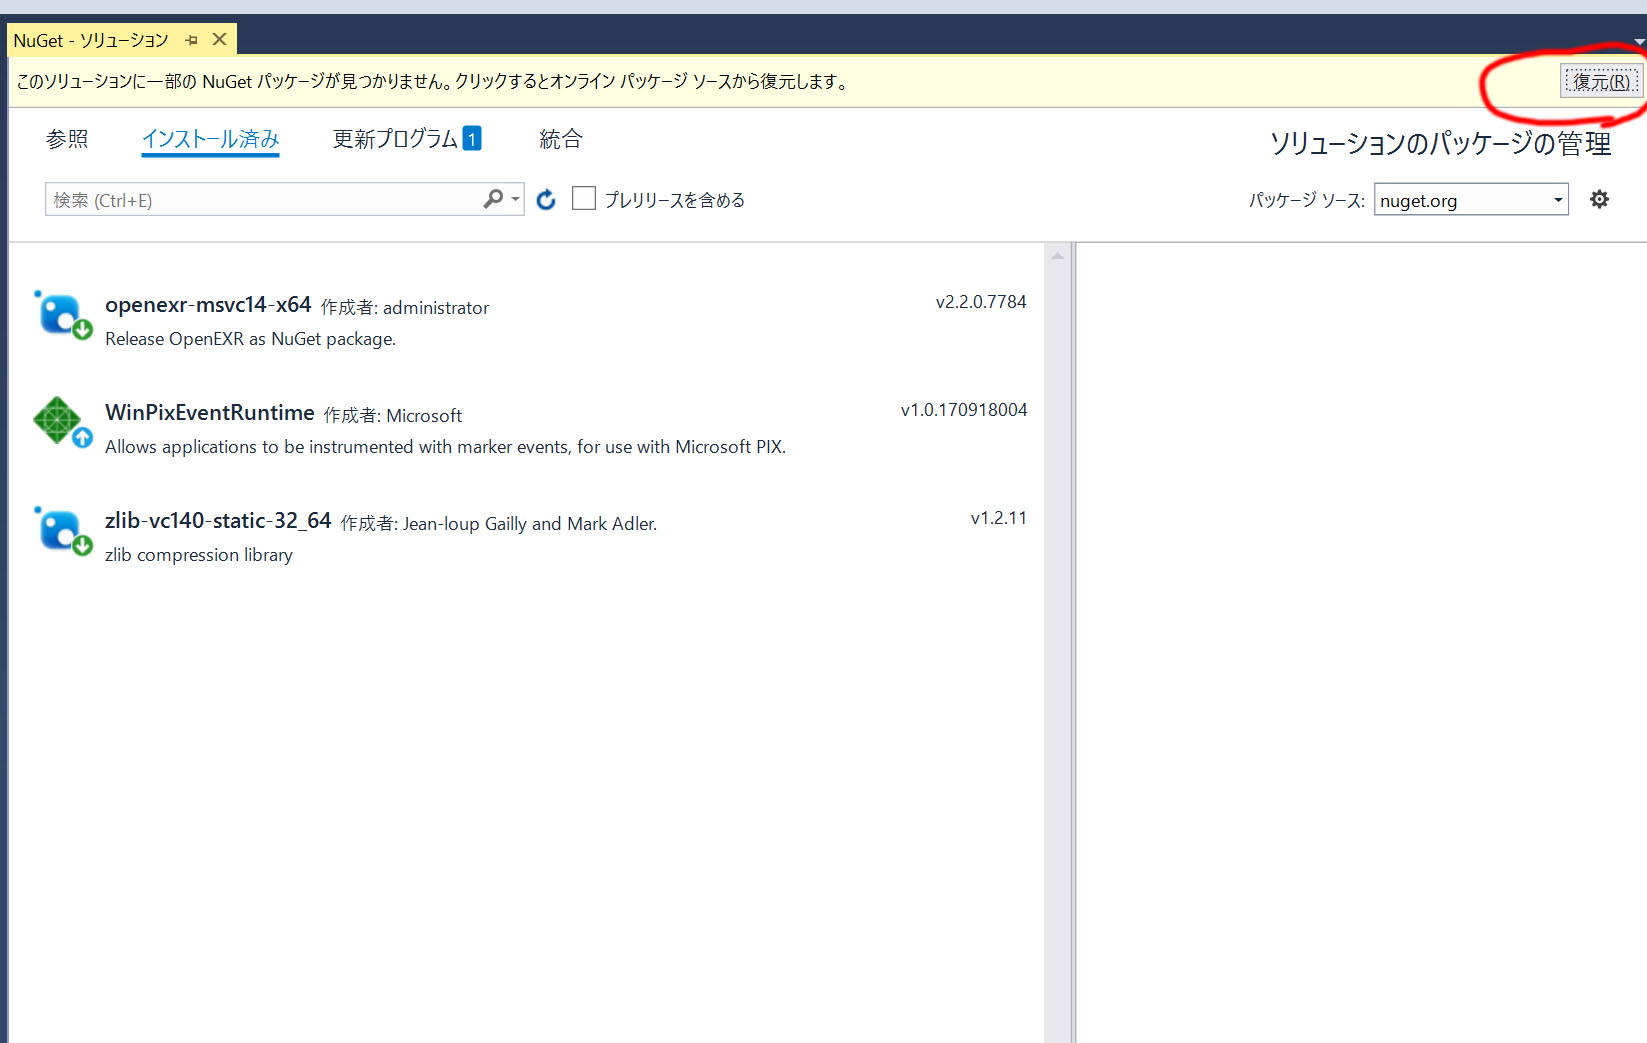 NuGet - ソリューション
このソリューションに一部の NuGet パッケージが見つかりません。クリックするとオンライン パッケージ ソースから復元します。
復元(R)
参照 インストール済み 更新プログラム 1 統合
ソリューションのパッケージの管理
検索 (Ctrl+E)
プレリリースを含める
パッケージ ソース: nuget.org
openexr-msvc14-x64 作成者: administrator
v2.2.0.7784
Release OpenEXR as NuGet package.
WinPixEventRuntime 作成者: Microsoft
v1.0.170918004
Allows applications to be instrumented with marker events, for use with Microsoft PIX.
zlib-vc140-static-32_64 作成者: Jean-loup Gailly and Mark Adler.
v1.2.11
zlib compression library